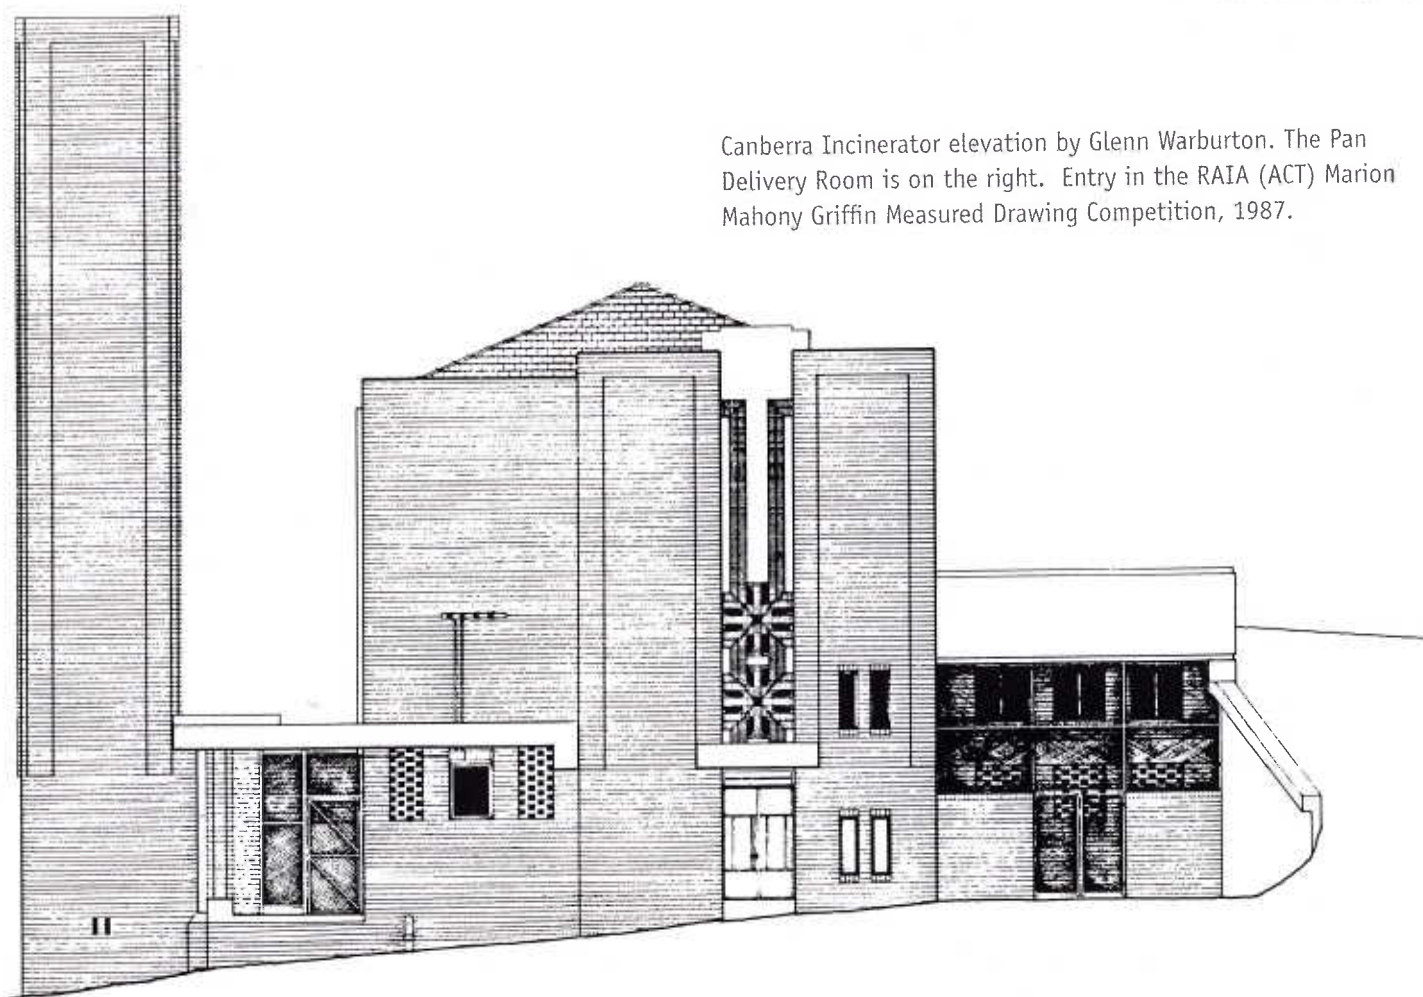 Canberra Incinerator elevation by Glenn Warburton. The Pan
Delivery Room is on the right. Entry in the RAIA (ACT) Marion
Mahony Griffin Measured Drawing Competition, 1987.